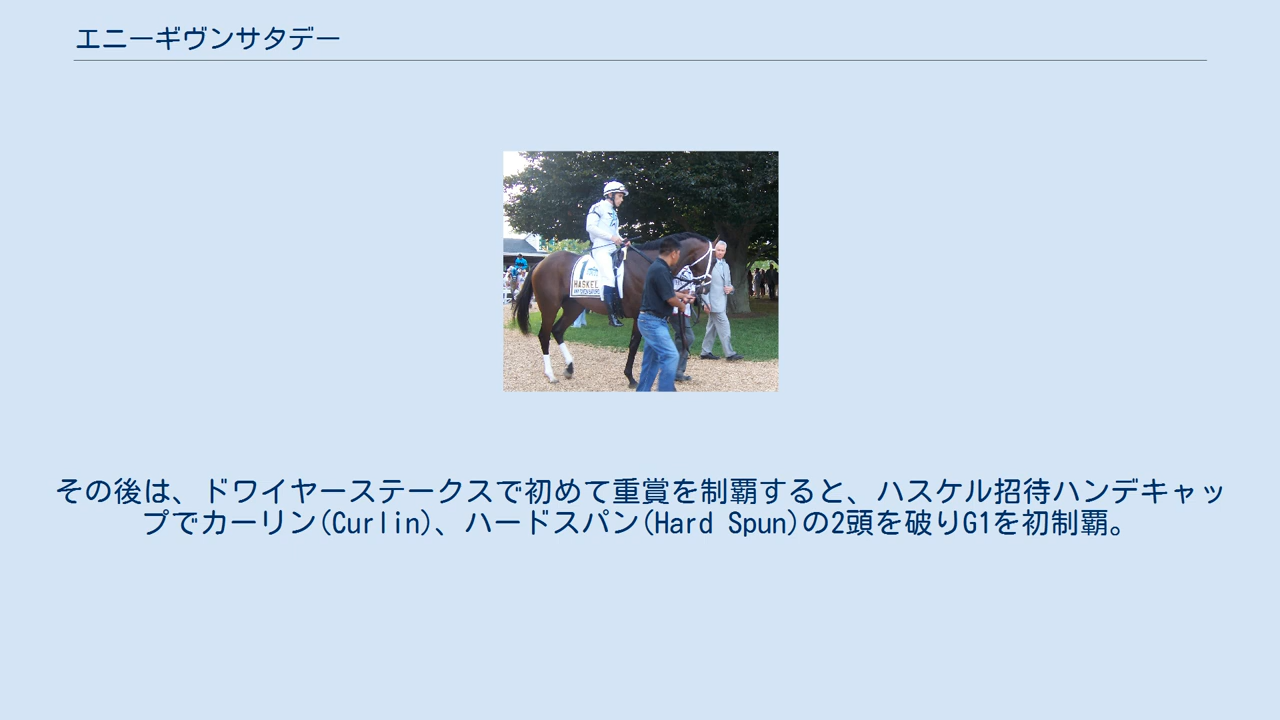 エニーギヴンサタデー
HASKEL
その後は、ドワイヤーステークスで初めて重賞を制覇すると、ハスケル招待ハンデキャッ
プでカーリン(Curlin)、ハードスパン(Hard Spun)の2頭を破りG1を初制覇。